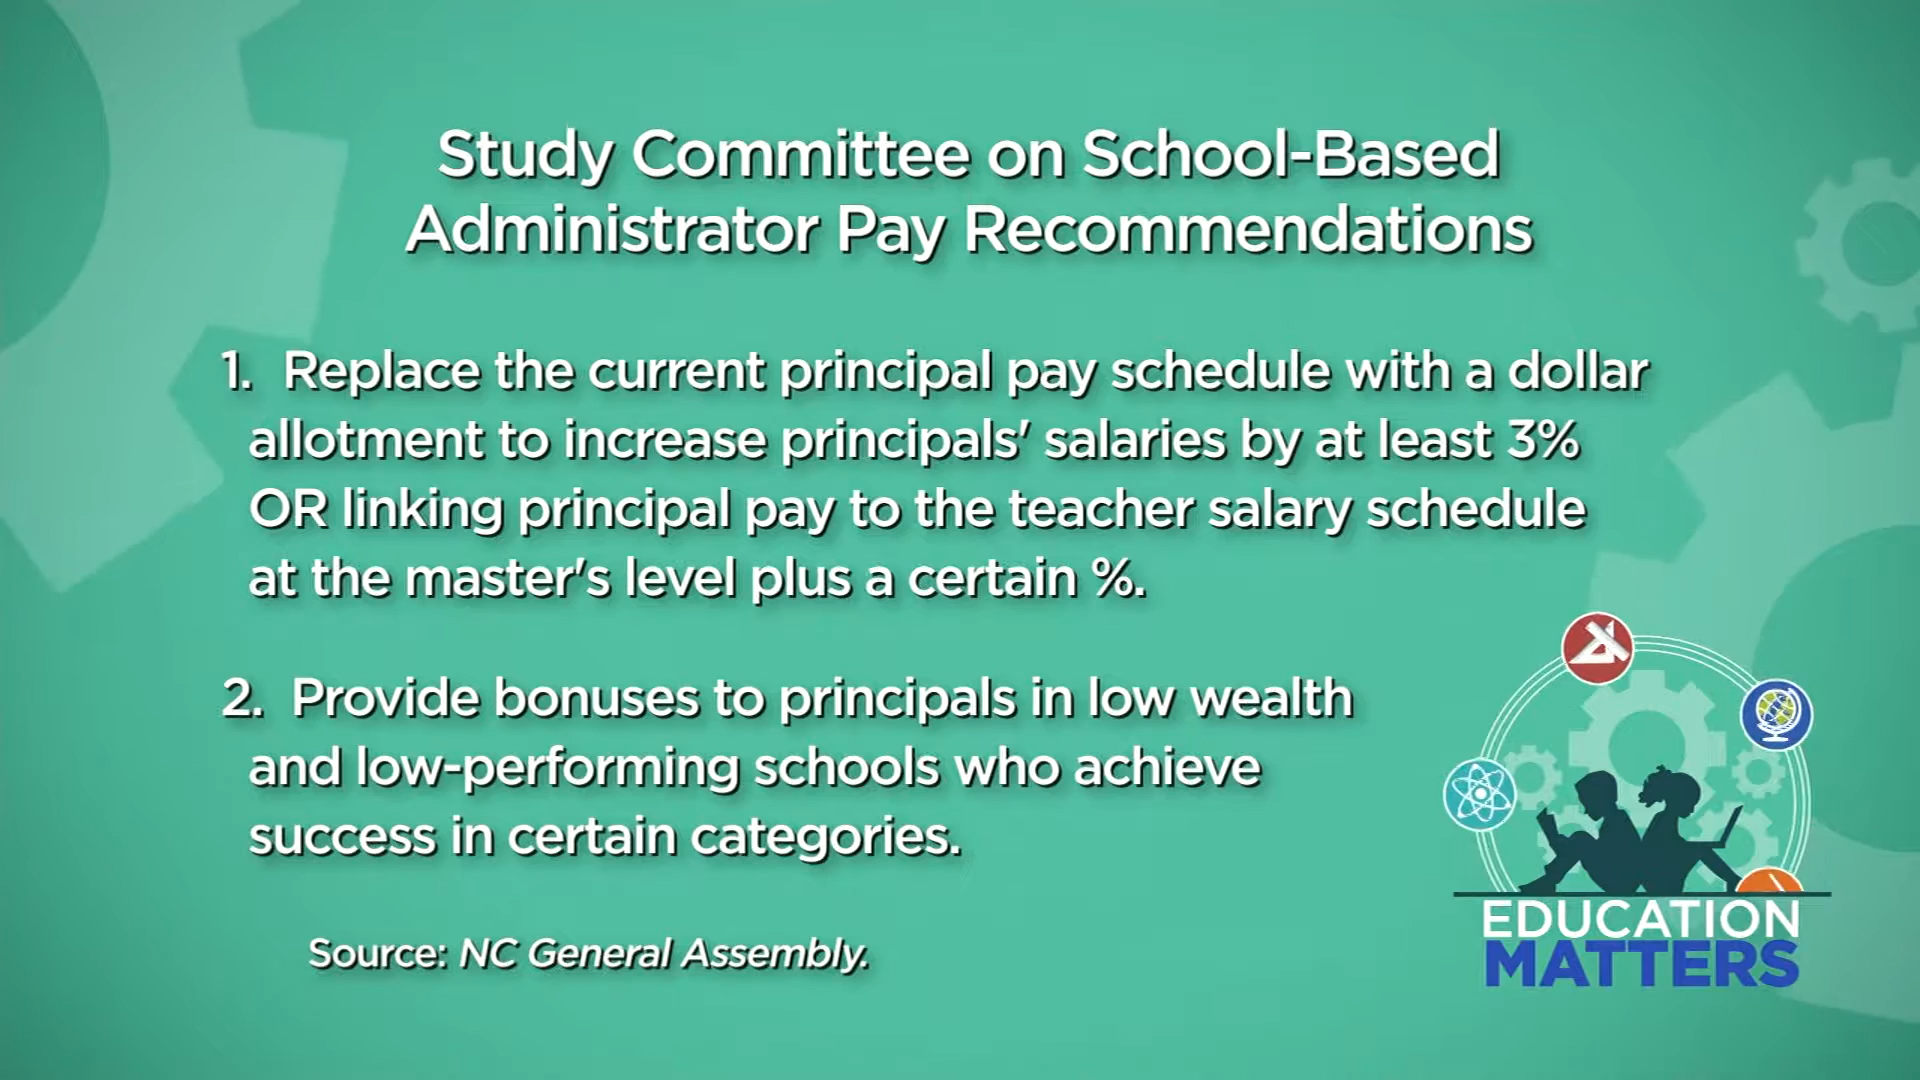 Study Committee on School-Based
Administrator Pay Recommendations
1. Replace the current principal pay schedule with a dollar
allotment to increase principals' salaries by at least 3%
OR linking principal pay to the teacher salary schedule
at the master's level plus a certain %.
2. Provide bonuses to principals in low wealth
and low-performing schools who achieve
success in certain categories.
Source: NC General Assembly.
EDUCATION
MATTERS